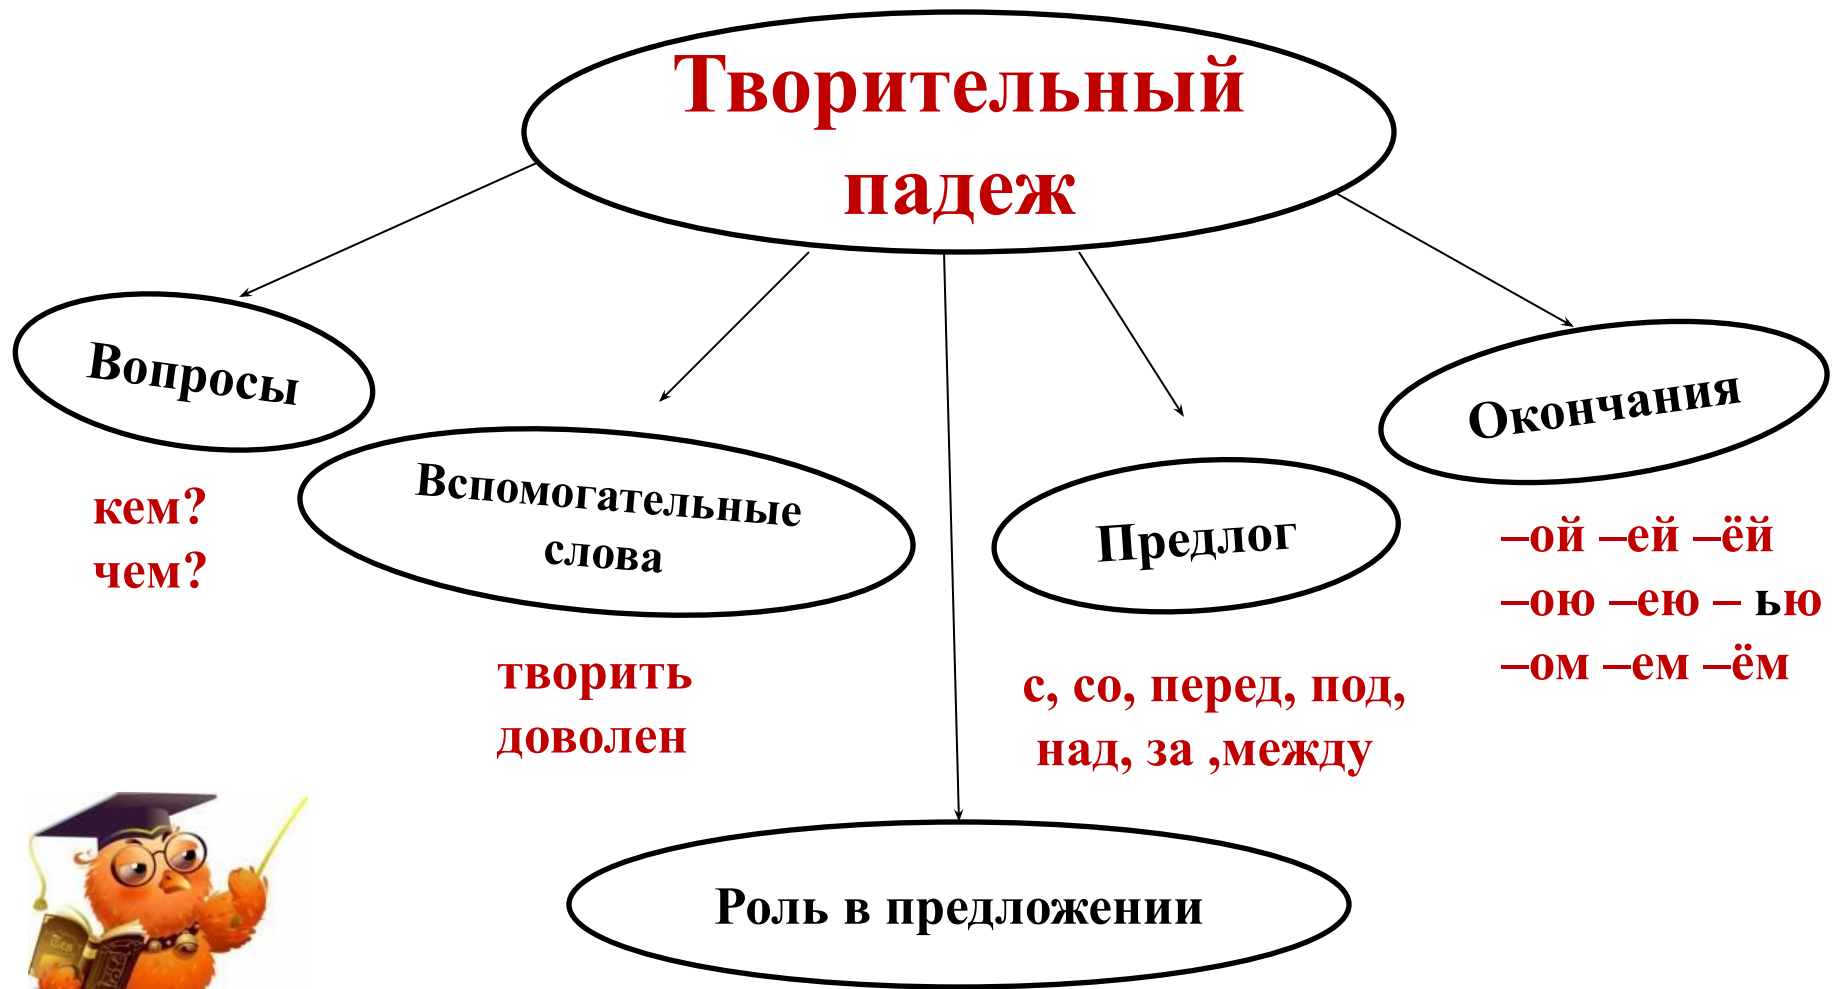 Творительный
падеж
Вопросы
кем?
чем?
Вспомогательные
слова
творить
доволен
Предлог
с, со, перед, под,
над, за ,между
Окончания
–ой –ей –ёй
–ою –ею – ью
–ом –ем –ём
Роль в предложении